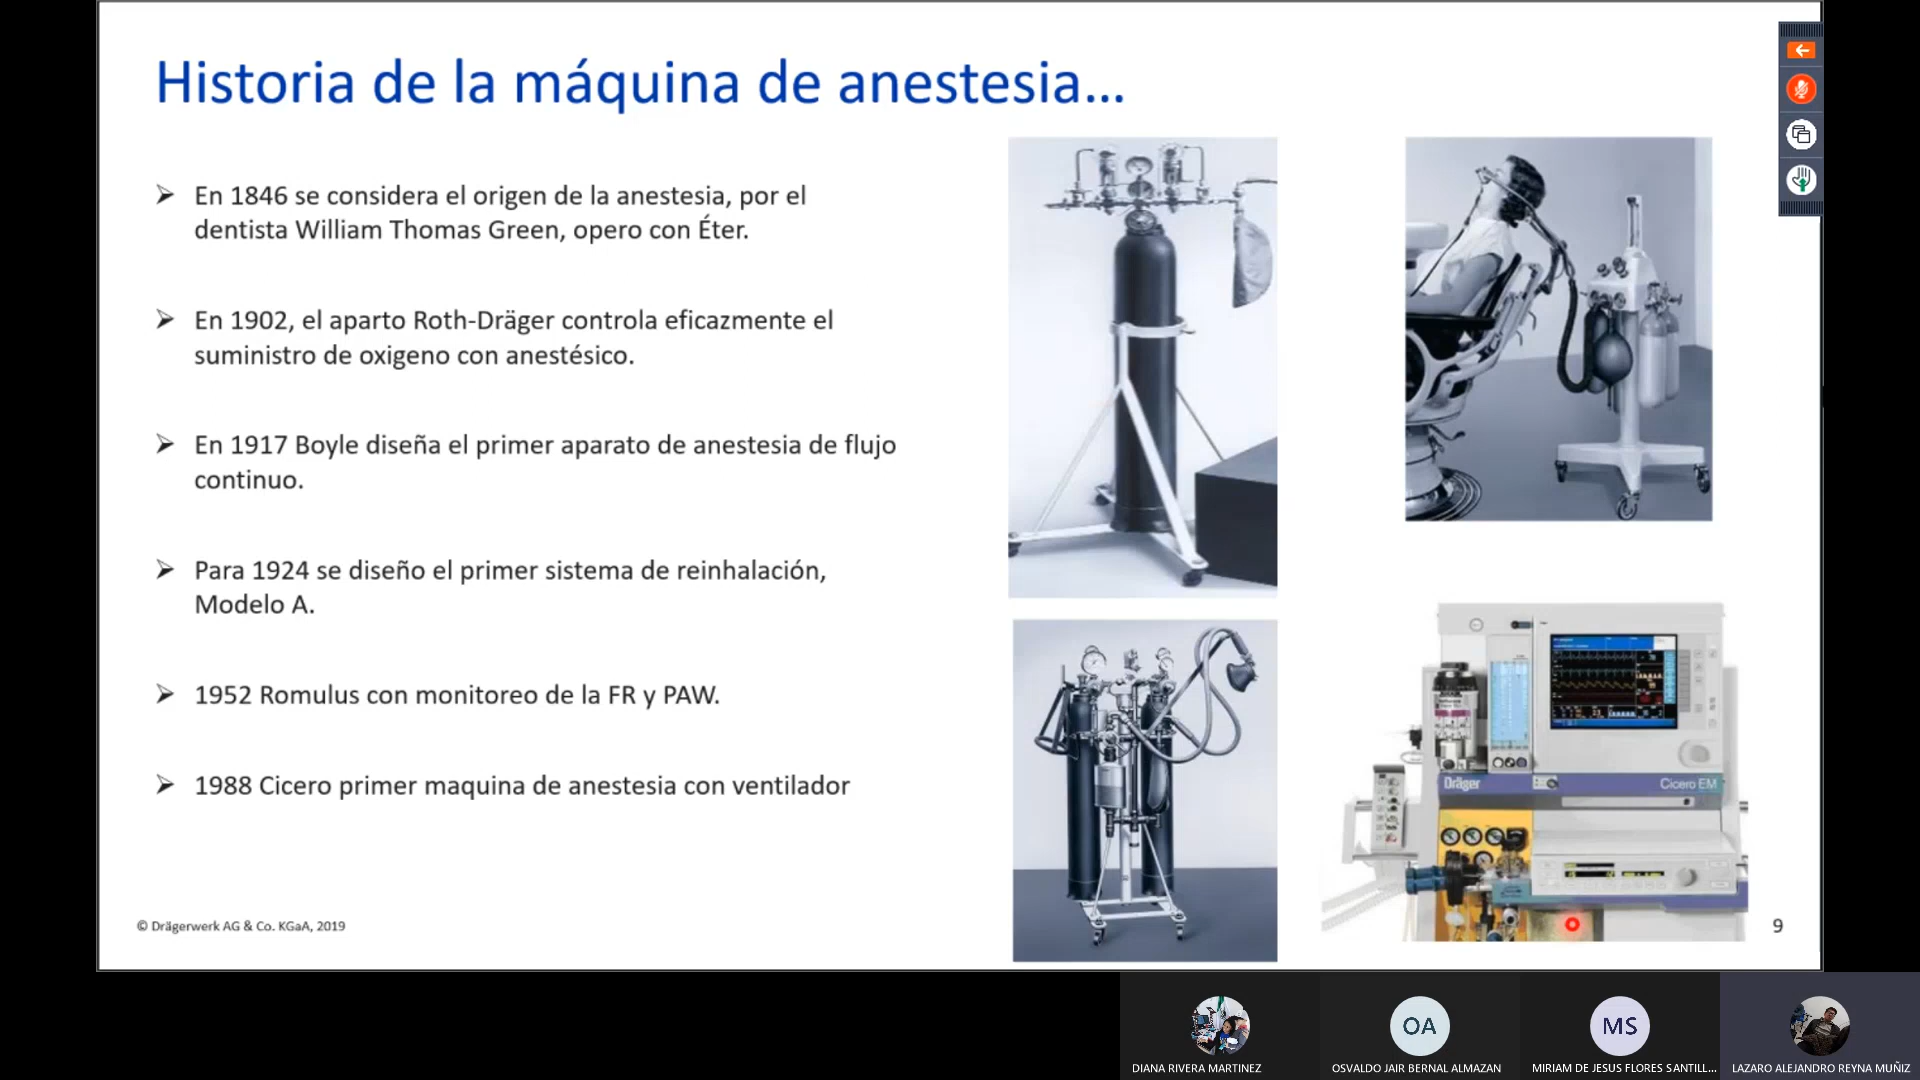 Historia de la máquina de anestesia...
➢ En 1846 se considera el origen de la anestesia, por el
dentista William Thomas Green, opero con Éter.
➢ En 1902, el aparto Roth-Dräger controla eficazmente el
suministro de oxigeno con anestésico.
➢ En 1917 Boyle diseña el primer aparato de anestesia de flujo
continuo.
➢ Para 1924 se diseño el primer sistema de reinhalación,
Modelo A.
➢ 1952 Romulus con monitoreo de la FR y PAW.
➢ 1988 Cicero primer maquina de anestesia con ventilador
Dräger
Cicero EM
© Drägerwerk AG & Co. KGaA, 2019
9
OA
MS
DIANA RIVERA MARTINEZ
OSVALDO JAIR BERNAL ALMAZAN
MIRIAM DE JESUS FLORES SANTILL...
LAZARO ALEJANDRO REYNA MUÑIZ